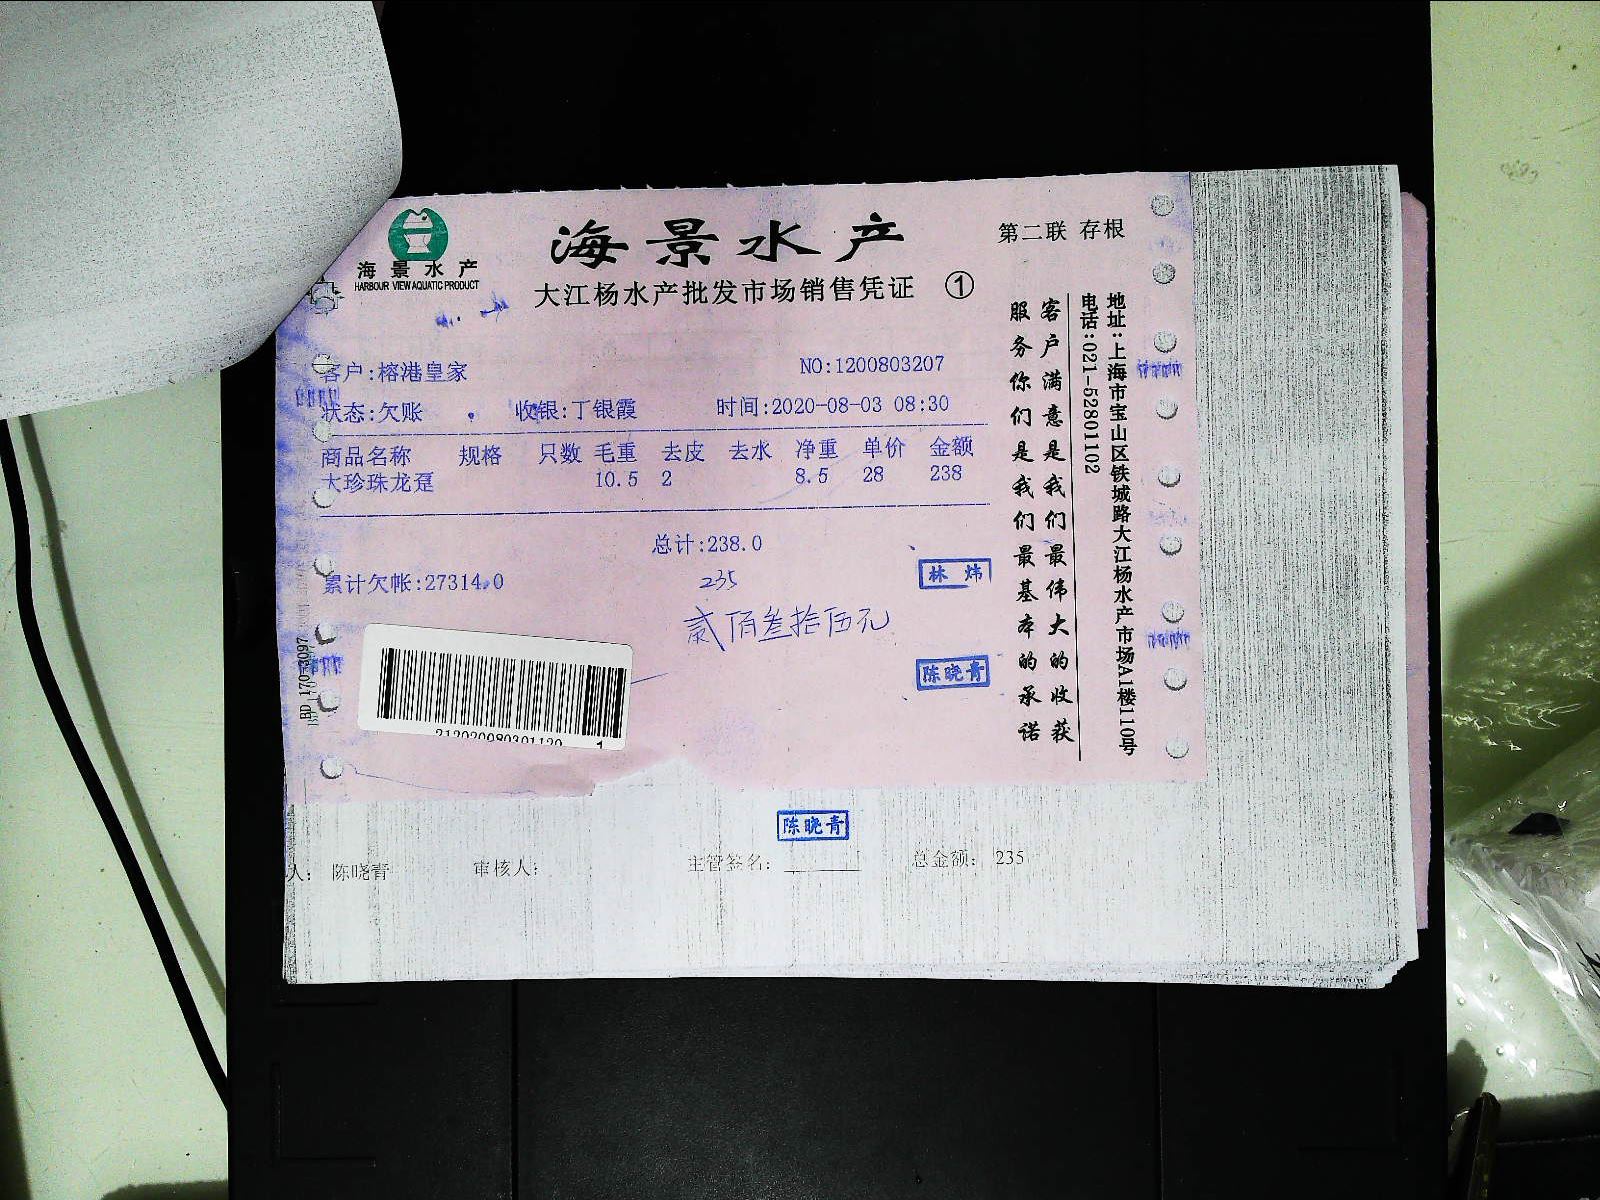 海景水产
HARBOUR VIEW AQUATIC PRODUCT
海景水产
第二联 存根
大江杨水产批发市场销售凭证 ①
客户:榕港皇家 NO:1200803207
状态:欠账 收银:丁银霞 时间:2020-08-03 08:30
商品名称 规格 只数 毛重 去皮 去水 净重 单价 金额
大珍珠龙趸 10.5 2 8.5 28 238
总计:238.0
累计欠帐:27314.0
235
贰佰叁拾伍元
林炜
陈晓青
客户满意是我们最伟大的收获
服务你们是我们最基本的承诺
地址:上海市宝山区铁城路大江杨水产市场A1楼110号
电话:021-52801102
BD 170-3097
212020080301120 1
陈晓青
人: 陈晓青 审核人: 主管签名: 总金额: 235